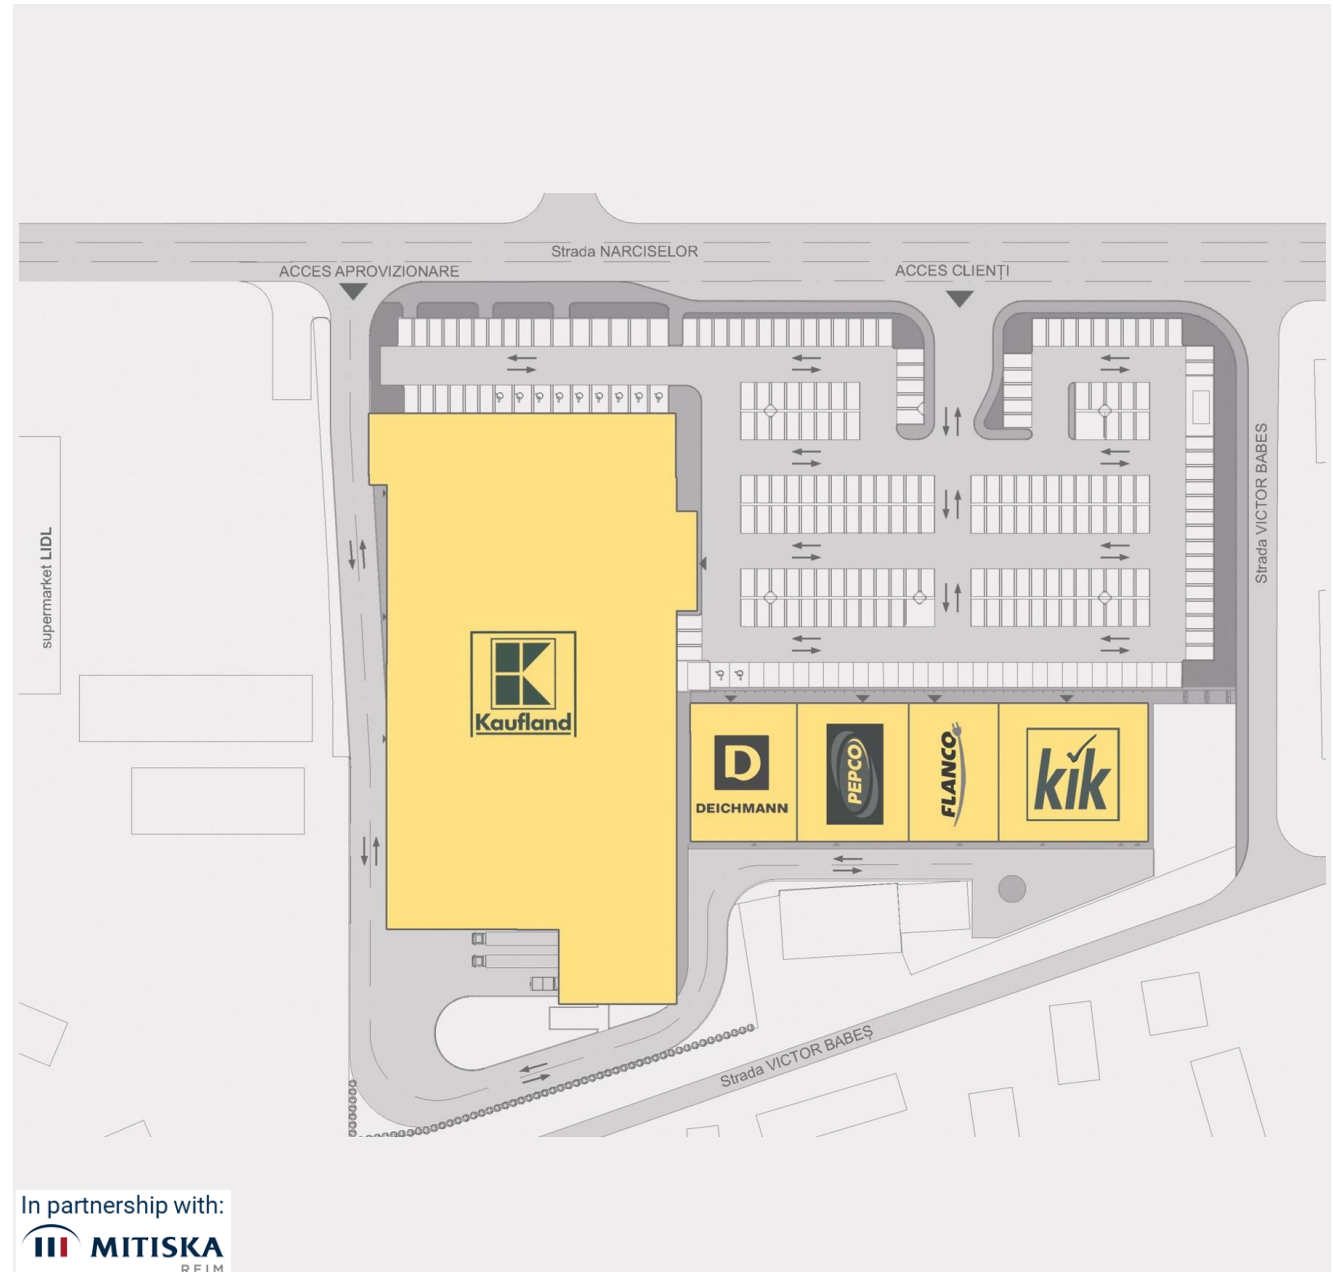 Strada NARCISELOR
ACCES APROVIZIONARE
ACCES CLIENȚI
Strada VICTOR BABES
supermarket LIDL
Kaufland
D
DEICHMANN
PEPCO
FLANCO
kik
Strada VICTOR BABEȘ
In partnership with:
MITISKA
REIM